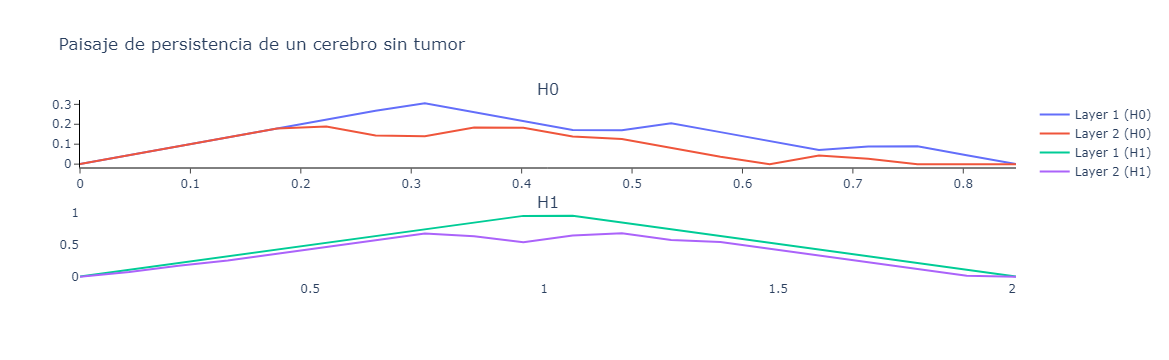 Paisaje de persistencia de un cerebro sin tumor
H0
0.3
0.2
0.1
0
0 0.1 0.2 0.3 0.4 0.5 0.6 0.7 0.8
Layer 1 (H0)
Layer 2 (H0)
Layer 1 (H1)
Layer 2 (H1)
H1
1
0.5
0
0.5 1 1.5 2